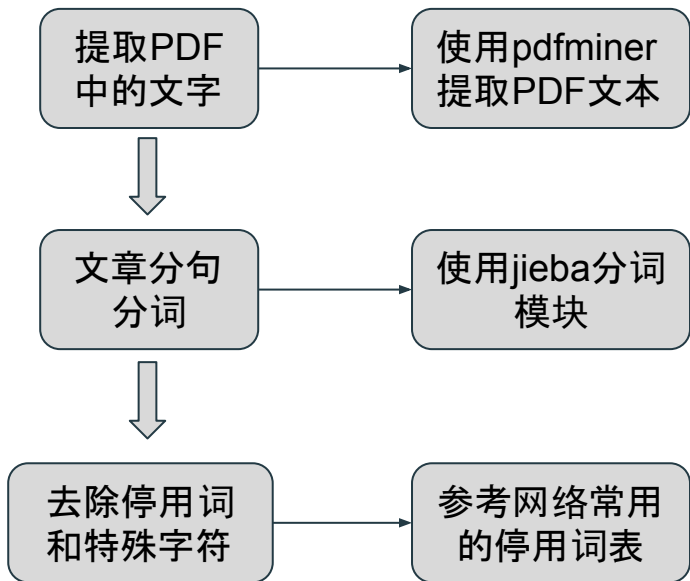 提取PDF
中的文字
使用pdfminer
提取PDF文本
文章分句
分词
使用jieba分词
模块
去除停用词
和特殊字符
参考网络常用
的停用词表